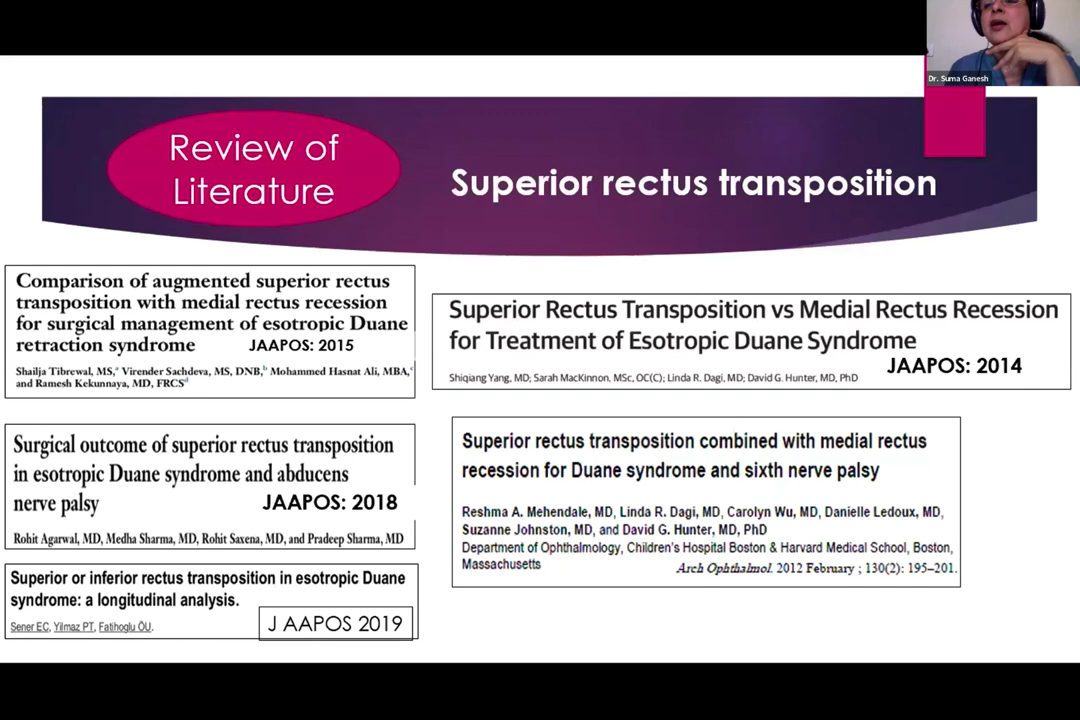 Dr. Suma Ganesh
Review of
Literature
Superior rectus transposition
Comparison of augmented superior rectus
transposition with medial rectus recession
for surgical management of esotropic Duane
retraction syndrome JAAPOS: 2015
Shailja Tibrewal, MS,a Virender Sachdeva, MS, DNB,b Mohammed Hasnat Ali, MBA,c
and Ramesh Kekunnaya, MD, FRCSd
Superior Rectus Transposition vs Medial Rectus Recession
for Treatment of Esotropic Duane Syndrome
JAAPOS: 2014
Shiqiang Yang, MD; Sarah MacKinnon, MSc, OC(C); Linda R. Dagi, MD; David G. Hunter, MD, PhD
Surgical outcome of superior rectus transposition
in esotropic Duane syndrome and abducens
nerve palsy JAAPOS: 2018
Rohit Agarwal, MD, Medha Sharma, MD, Rohit Saxena, MD, and Pradeep Sharma, MD
Superior rectus transposition combined with medial rectus
recession for Duane syndrome and sixth nerve palsy
Reshma A. Mehendale, MD, Linda R. Dagi, MD, Carolyn Wu, MD, Danielle Ledoux, MD,
Suzanne Johnston, MD, and David G. Hunter, MD, PhD
Department of Ophthalmology, Children's Hospital Boston & Harvard Medical School, Boston,
Massachusetts Arch Ophthalmol. 2012 February ; 130(2): 195–201.
Superior or inferior rectus transposition in esotropic Duane
syndrome: a longitudinal analysis.
Sener EC, Yilmaz PT, Fatihoglu ÖU.
J AAPOS 2019